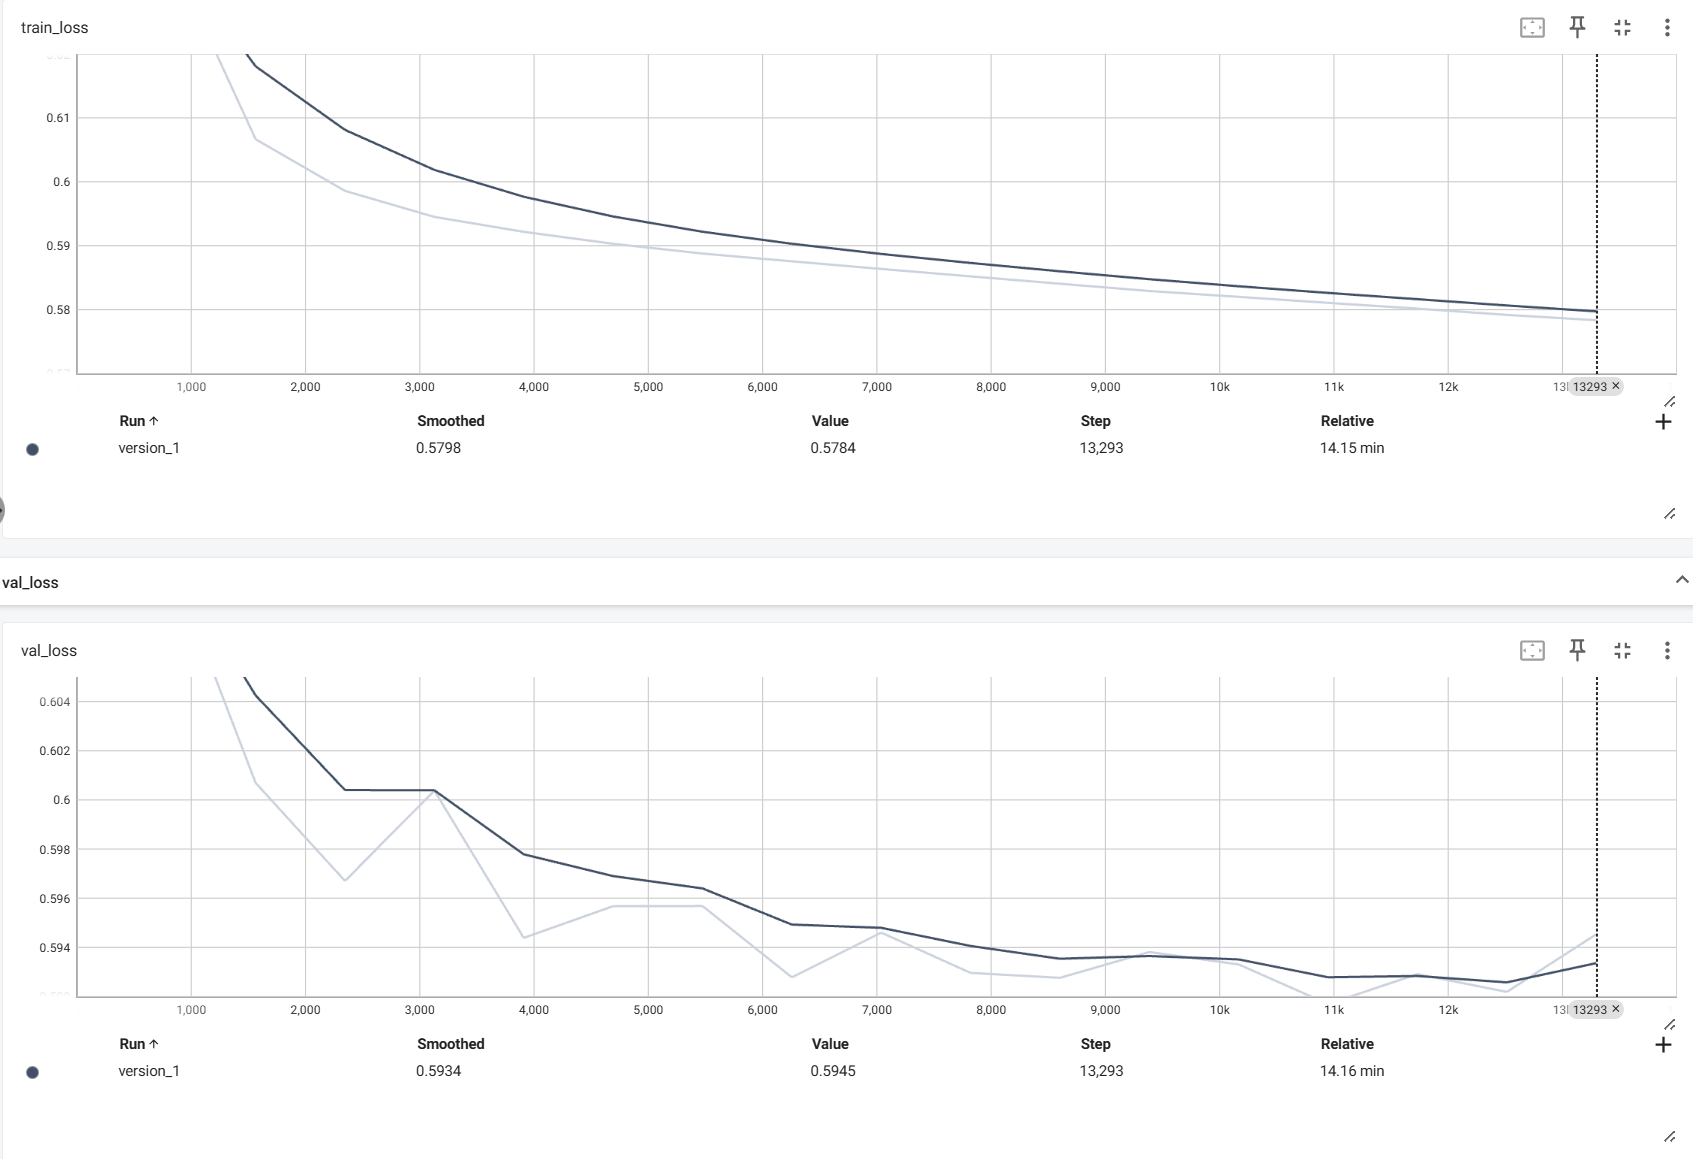 train_loss
0.61
0.6
0.59
0.58
1,000 2,000 3,000 4,000 5,000 6,000 7,000 8,000 9,000 10k 11k 12k 13293 ×
Run ↑ Smoothed Value Step Relative
version_1 0.5798 0.5784 13,293 14.15 min
val_loss
val_loss
0.604
0.602
0.6
0.598
0.596
0.594
1,000 2,000 3,000 4,000 5,000 6,000 7,000 8,000 9,000 10k 11k 12k 13293 ×
Run ↑ Smoothed Value Step Relative
version_1 0.5934 0.5945 13,293 14.16 min